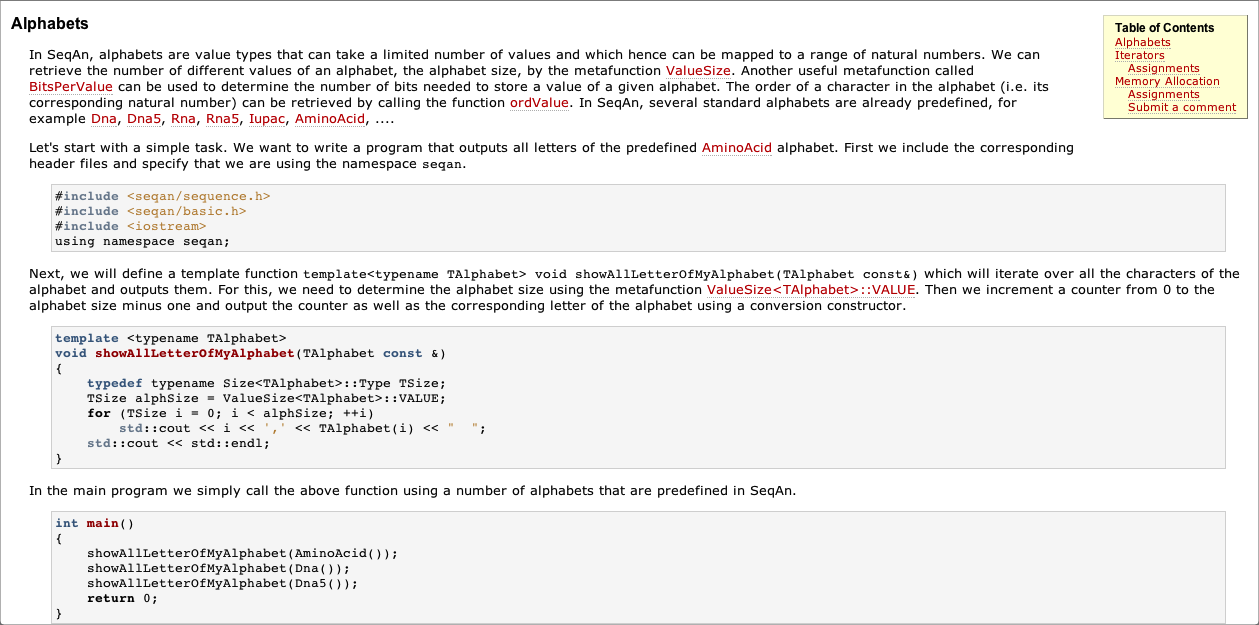 Alphabets
In SeqAn, alphabets are value types that can take a limited number of values and which hence can be mapped to a range of natural numbers. We can
retrieve the number of different values of an alphabet, the alphabet size, by the metafunction ValueSize. Another useful metafunction called
BitsPerValue can be used to determine the number of bits needed to store a value of a given alphabet. The order of a character in the alphabet (i.e. its
corresponding natural number) can be retrieved by calling the function ordValue. In SeqAn, several standard alphabets are already predefined, for
example Dna, Dna5, Rna, Rna5, Iupac, AminoAcid, ....
Table of Contents
Alphabets
Iterators
Assignments
Memory Allocation
Assignments
Submit a comment
Let's start with a simple task. We want to write a program that outputs all letters of the predefined AminoAcid alphabet. First we include the corresponding
header files and specify that we are using the namespace seqan.
#include <seqan/sequence.h>
#include <seqan/basic.h>
#include <iostream>
using namespace seqan;
Next, we will define a template function template<typename TAlphabet> void showAllLetterOfMyAlphabet(TAlphabet const&) which will iterate over all the characters of the
alphabet and outputs them. For this, we need to determine the alphabet size using the metafunction ValueSize<TAlphabet>::VALUE. Then we increment a counter from 0 to the
alphabet size minus one and output the counter as well as the corresponding letter of the alphabet using a conversion constructor.
template <typename TAlphabet>
void showAllLetterOfMyAlphabet(TAlphabet const &)
{
    typedef typename Size<TAlphabet>::Type TSize;
    TSize alphSize = ValueSize<TAlphabet>::VALUE;
    for (TSize i = 0; i < alphSize; ++i)
        std::cout << i << ',' << TAlphabet(i) << "  ";
    std::cout << std::endl;
}
In the main program we simply call the above function using a number of alphabets that are predefined in SeqAn.
int main()
{
    showAllLetterOfMyAlphabet(AminoAcid());
    showAllLetterOfMyAlphabet(Dna());
    showAllLetterOfMyAlphabet(Dna5());
    return 0;
}